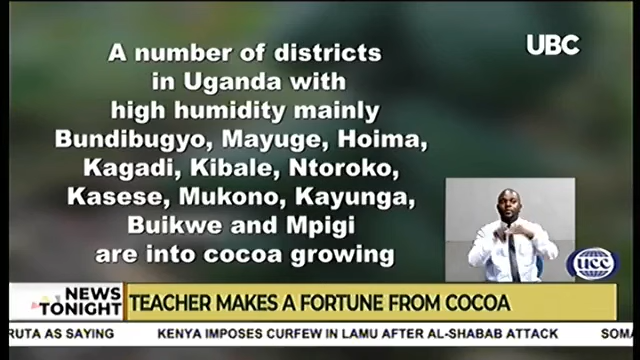 A number of districts
in Uganda with
high humidity mainly
Bundibugyo, Mayuge, Hoima,
Kagadi, Kibale, Ntoroko,
Kasese, Mukono, Kayunga,
Buikwe and Mpigi
are into cocoa growing
UBC
ucc
NEWS
TONIGHT
TEACHER MAKES A FORTUNE FROM COCOA
RUTA AS SAYING KENYA IMPOSES CURFEW IN LAMU AFTER AL-SHABAB ATTACK SOM